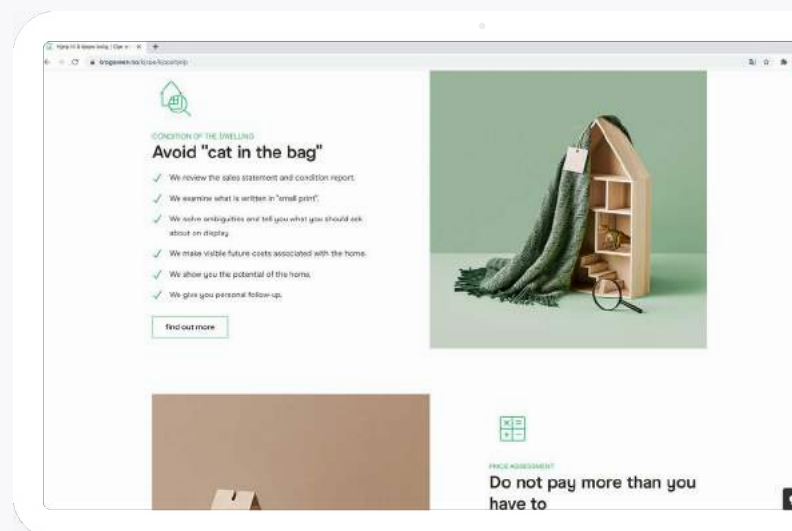 CONDITION OF THE DWELLING
Avoid "cat in the bag"
We review the sales statement and condition report.
We examine what is written in "small print".
We solve ambiguities and tell you what you should ask
about on display
We make visible future costs associated with the home.
We show you the potential of the home.
We give you personal follow-up.
find out more
PRICE ASSESSMENT
Do not pay more than you
have to